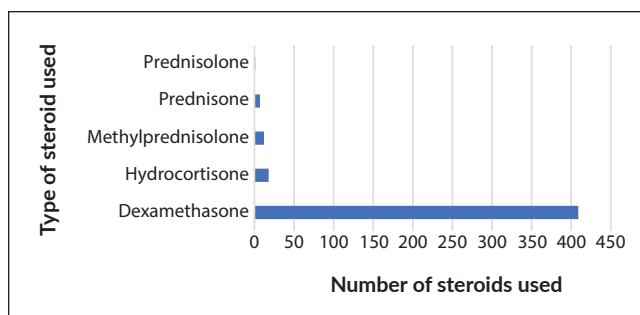 Type of steroid used
Prednisolone
Prednisone
Methylprednisolone
Hydrocortisone
Dexamethasone
0 50 100 150 200 250 300 350 400 450
Number of steroids used